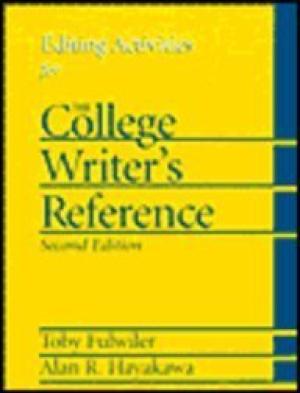 Editing Activities
for
THE
College
Writer's
Reference
Second Edition
Toby Fulwiler
Alan R. Hayakawa